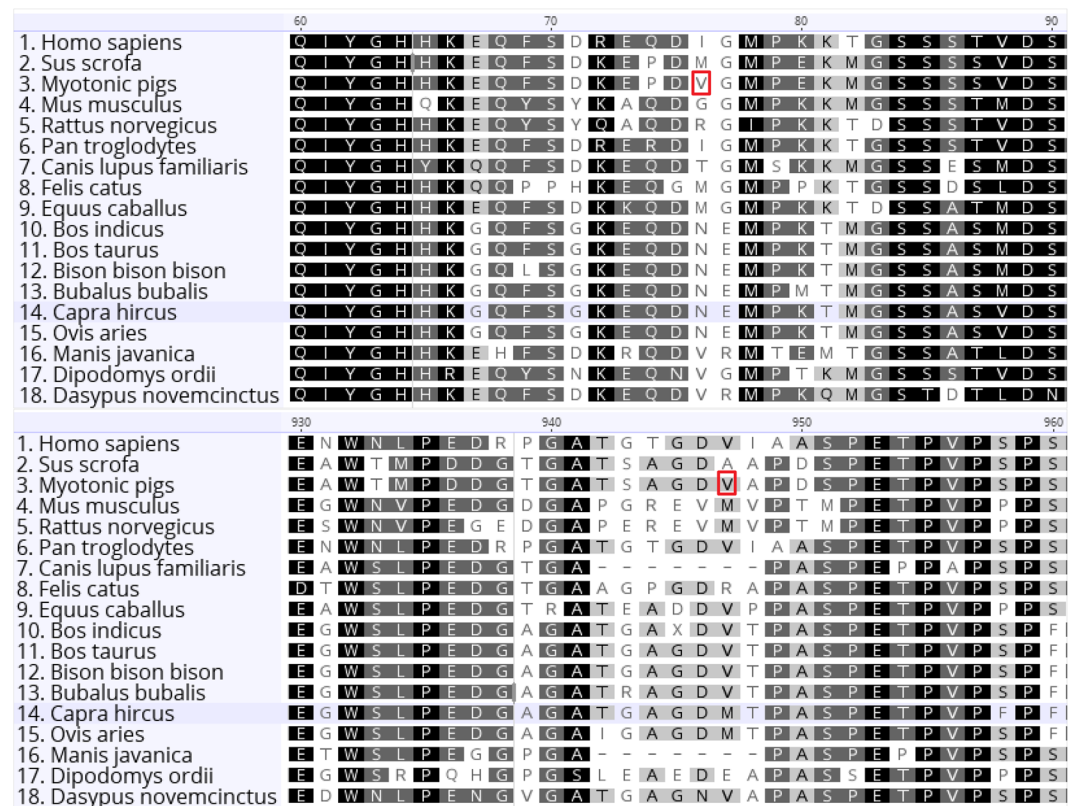 60 70 80 90
1. Homo sapiens Q I Y G H H K E Q F S D R E Q D I G M P K K T G S S S T V D S
2. Sus scrofa Q I Y G H H K E Q F S D K E P D M G M P E K M G S S S S V D S
3. Myotonic pigs Q I Y G H H K E Q F S D K E P D V G M P E K M G S S S S V D S
4. Mus musculus Q I Y G H Q K E Q Y S Y K A Q D G G M P K K M G S S S T M D S
5. Rattus norvegicus Q I Y G H H K E Q Y S Y Q A Q D R G I P K K T D S S S T V D S
6. Pan troglodytes Q I Y G H H K E Q F S D R E R D I G M P K K T G S S S T V D S
7. Canis lupus familiaris Q I Y G H Y K Q Q F S D K E Q D T G M S K K M G S S E S M D S
8. Felis catus Q I Y G H H K Q Q P P H K E Q G M G M P P K T G S S D S L D S
9. Equus caballus Q I Y G H H K E Q F S D K K Q D M G M P K K T D S S A T M D S
10. Bos indicus Q I Y G H H K G Q F S G K E Q D N E M P K T M G S S A S M D S
11. Bos taurus Q I Y G H H K G Q F S G K E Q D N E M P K T M G S S A S M D S
12. Bison bison bison Q I Y G H H K G Q L S G K E Q D N E M P K T M G S S A S M D S
13. Bubalus bubalis Q I Y G H H K G Q F S G K E Q D N E M P M T M G S S A S M D S
14. Capra hircus Q I Y G H H K G Q F S G K E Q D N E M P K T M G S S A S V D S
15. Ovis aries Q I Y G H H K G Q F S G K E Q D N E M P K T M G S S A S V D S
16. Manis javanica Q I Y G H H K E H F S D K R Q D V R M T E M T G S S A T L D S
17. Dipodomys ordii Q I Y G H H R E Q Y S N K E Q N V G M P T K M G S S S T V D S
18. Dasypus novemcinctus Q I Y G H H K E Q F S D K E Q D V R M P K Q M G S T D T L D N
930 940 950 960
1. Homo sapiens E N W N L P E D R P G A T G T G D V I A A S P E T P V P S P S
2. Sus scrofa E A W T M P D D G T G A T S A G D A A P D S P E T P V P S P S
3. Myotonic pigs E A W T M P D D G T G A T S A G D V A P D S P E T P V P S P S
4. Mus musculus E G W N V P E D G D G A P G R E V M V P T M P E T P V P P P S
5. Rattus norvegicus E S W N V P E G E D G A P E R E V M V P T M P E T P V P S P S
6. Pan troglodytes E N W N L P E D R P G A T G T G D V I A A S P E T P V P S P S
7. Canis lupus familiaris E A W S L P E D G T G A T - - - - - - P A S P E P P A P S P S
8. Felis catus D T W S L P E D G T G A A G P G D R A P A S P E T P V P S P S
9. Equus caballus E A W S L P E D G T R A T E A D D V P P A S P E T P V P P P S
10. Bos indicus E G W S L P E D G A G A T G A X D V T P A S P E T P V P S P F
11. Bos taurus E G W S L P E D G A G A T G A G D V T P A S P E T P V P S P F
12. Bison bison bison E G W S L P E D G A G A T G A G D V T P A S P E T P V P S P F
13. Bubalus bubalis E G W S L P E D G A G A T R A G D V T P A S P E T P V P S P F
14. Capra hircus E G W S L P E D G A G A T G A G D M T P A S P E T P V P F P F
15. Ovis aries E G W S L P E D G A G A I G A G D M T P A S P E T P V P S P F
16. Manis javanica E T W S L P E G G P G A - - - - - - - P A S P E P P V P S P S
17. Dipodomys ordii E G W S R P Q H G P G S L E A E D E A P A S S E T P V P P P S
18. Dasypus novemcinctus E D W N L P E N G V G A T G A G N V A P A S P E T P V P S P S